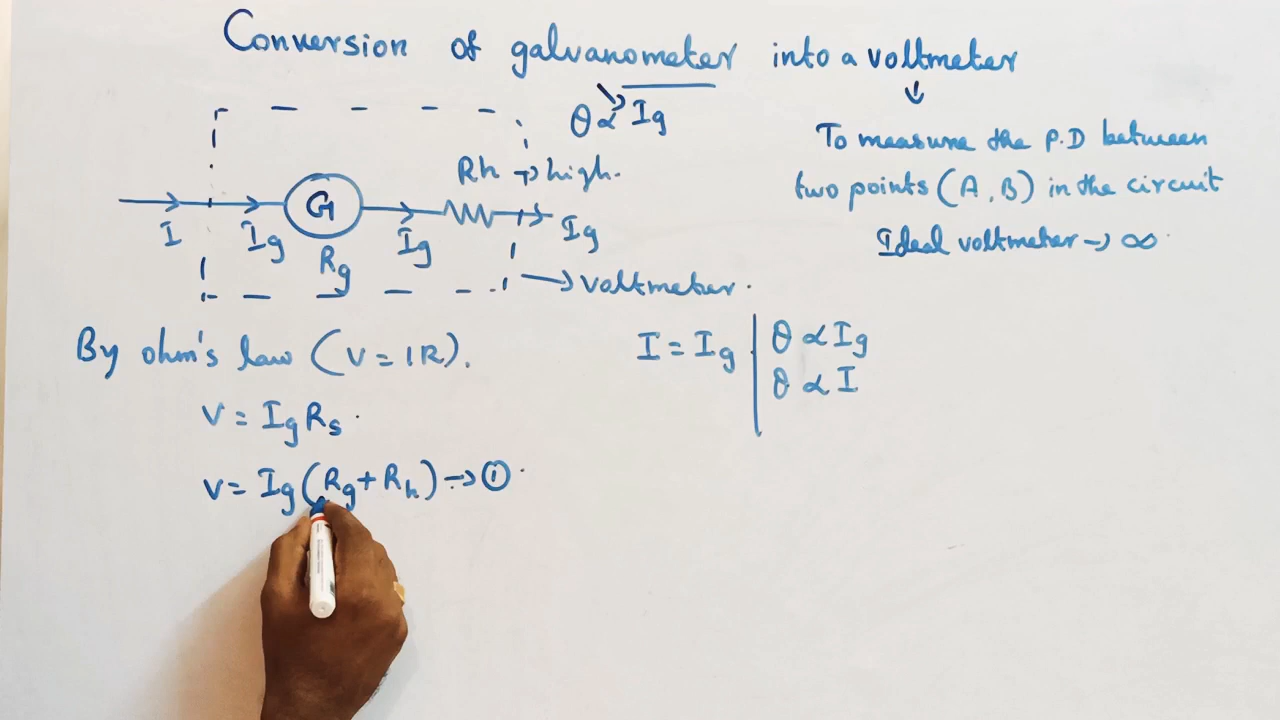 Conversion of galvanometer into a voltmeter
θ ∝ Ig
↓
To measure the P.D between
two points (A, B) in the circuit
Ideal voltmeter → ∞
Rh → high.
G
I Ig Rg Ig Ig
→ voltmeter.
By ohm's law (V = IR).
V = Ig Rs.
V = Ig (Rg + Rh) → ①
I = Ig
θ ∝ Ig
θ ∝ I